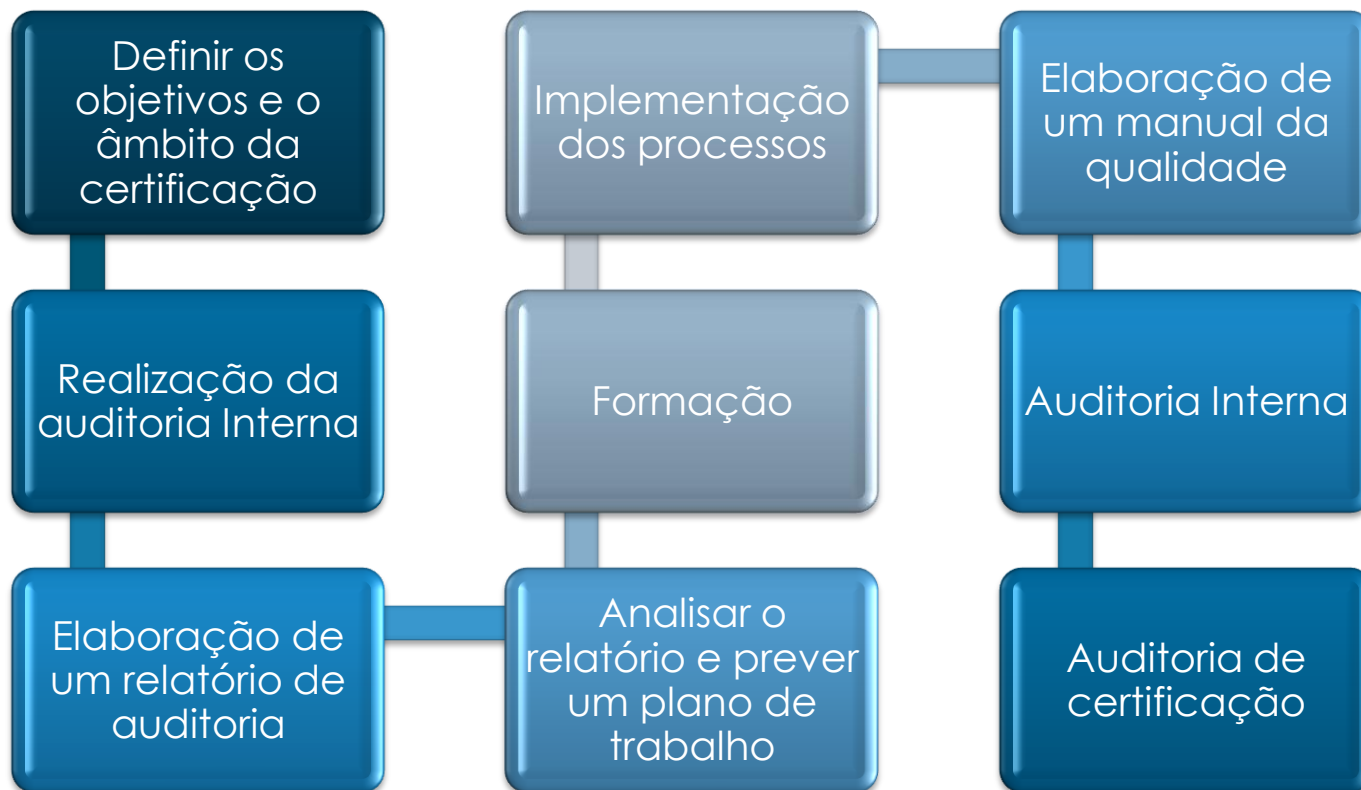 Definir os
objetivos e o
âmbito da
certificação
Realização da
auditoria Interna
Elaboração de
um relatório de
auditoria
Analisar o
relatório e prever
um plano de
trabalho
Formação
Implementação
dos processos
Elaboração de
um manual da
qualidade
Auditoria Interna
Auditoria de
certificação